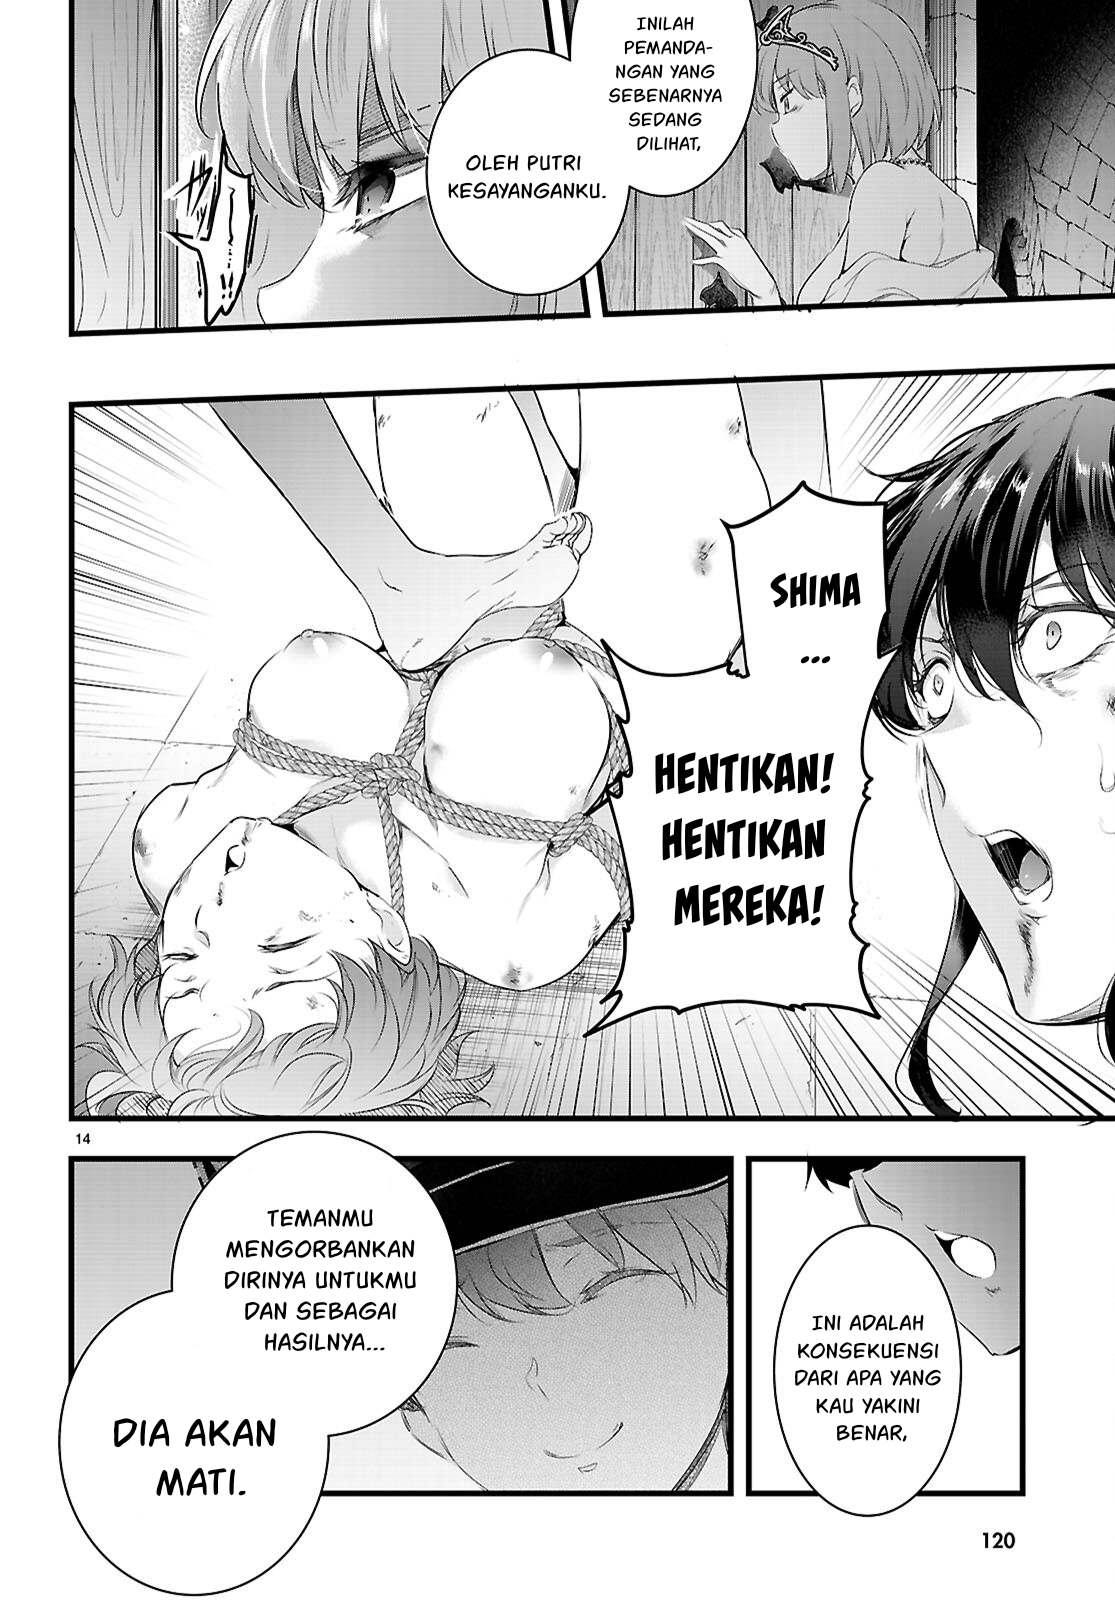 INILAH
PEMANDA-
NGAN YANG
SEBENARNYA
SEDANG
DILIHAT,
OLEH PUTRI
KESAYANGANKU.
SHIMA
...
HENTIKAN!
HENTIKAN
MEREKA!
14
INI ADALAH
KONSEKUENSI
DARI APA YANG
KAU YAKINI
BENAR,
TEMANMU
MENGORBANKAN
DIRINYA UNTUKMU
DAN SEBAGAI
HASILNYA...
DIA AKAN
MATI.
120